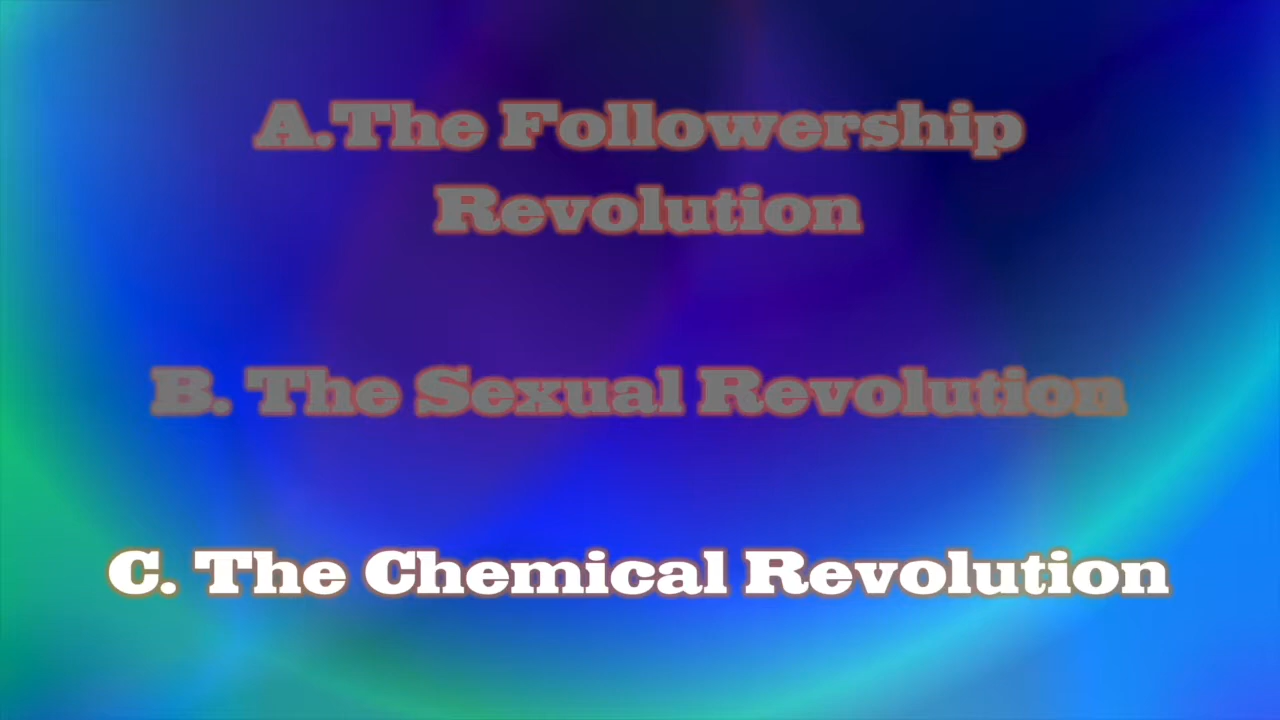 A.The Followership
Revolution
B. The Sexual Revolution
C. The Chemical Revolution